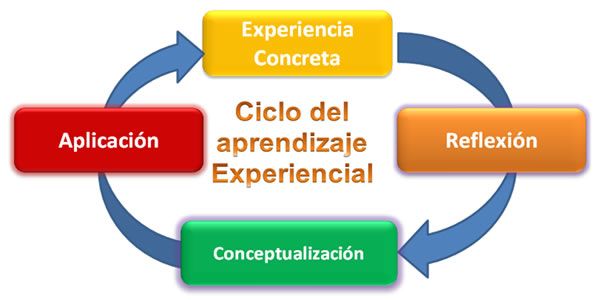 Experiencia
Concreta
Ciclo del
aprendizaje
Experiencial
Aplicación
Reflexión
Conceptualización